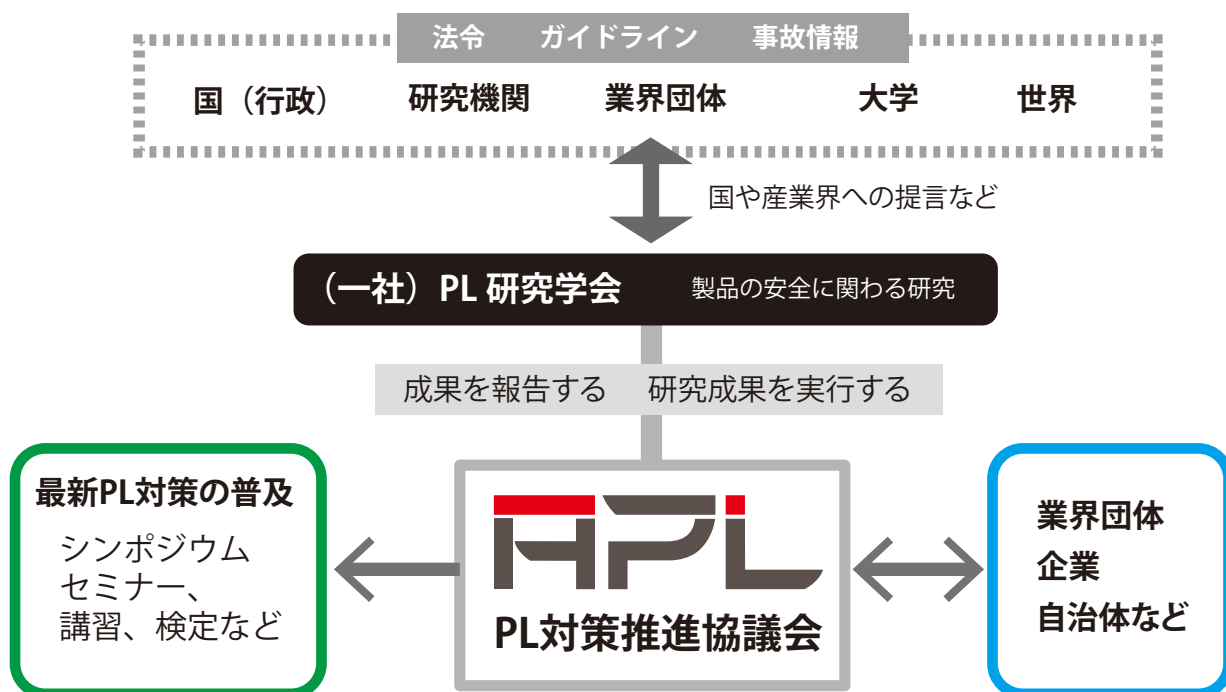 法令 ガイドライン 事故情報
国（行政） 研究機関 業界団体 大学 世界
国や産業界への提言など
（一社）PL 研究学会 製品の安全に関わる研究
成果を報告する 研究成果を実行する
最新PL対策の普及
シンポジウム
セミナー、
講習、検定など
APL
PL対策推進協議会
業界団体
企業
自治体など